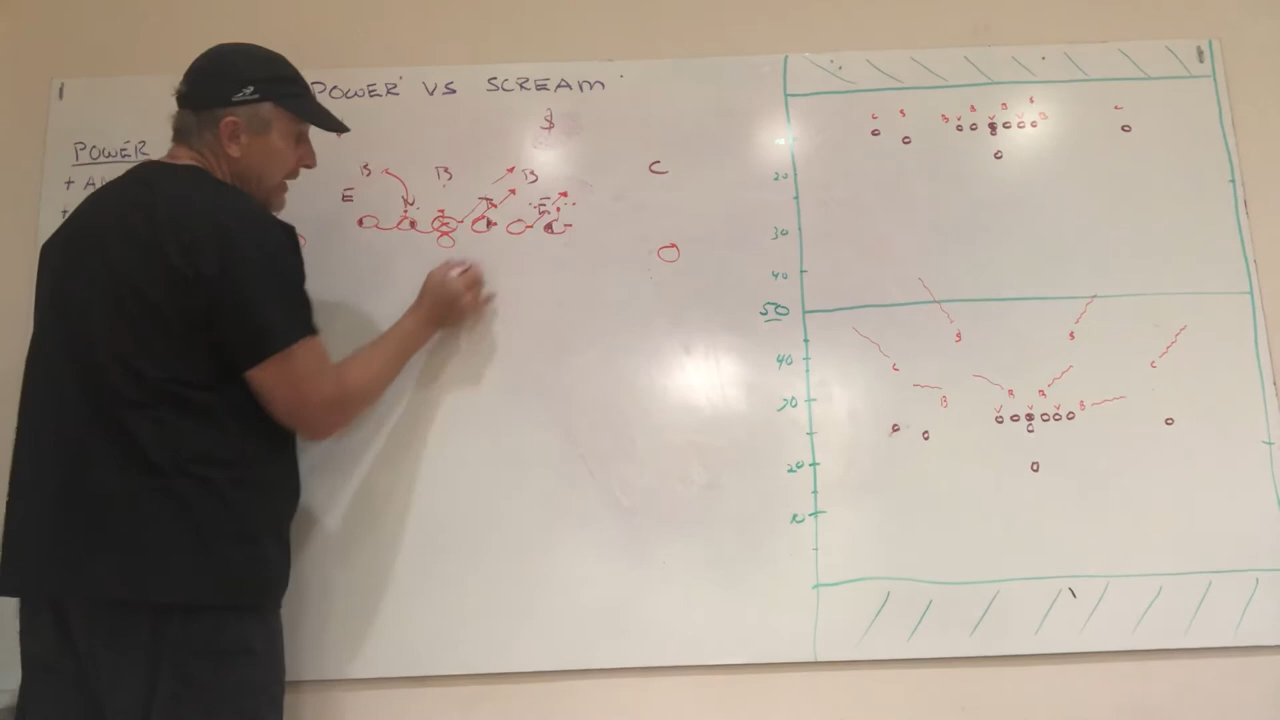 POWER VS SCREAM
POWER
$
B B B C
E N T E
20
30
40
50
40
30
20
10
C S B V S V B V S B C
S S
C C
B B B B
V V V